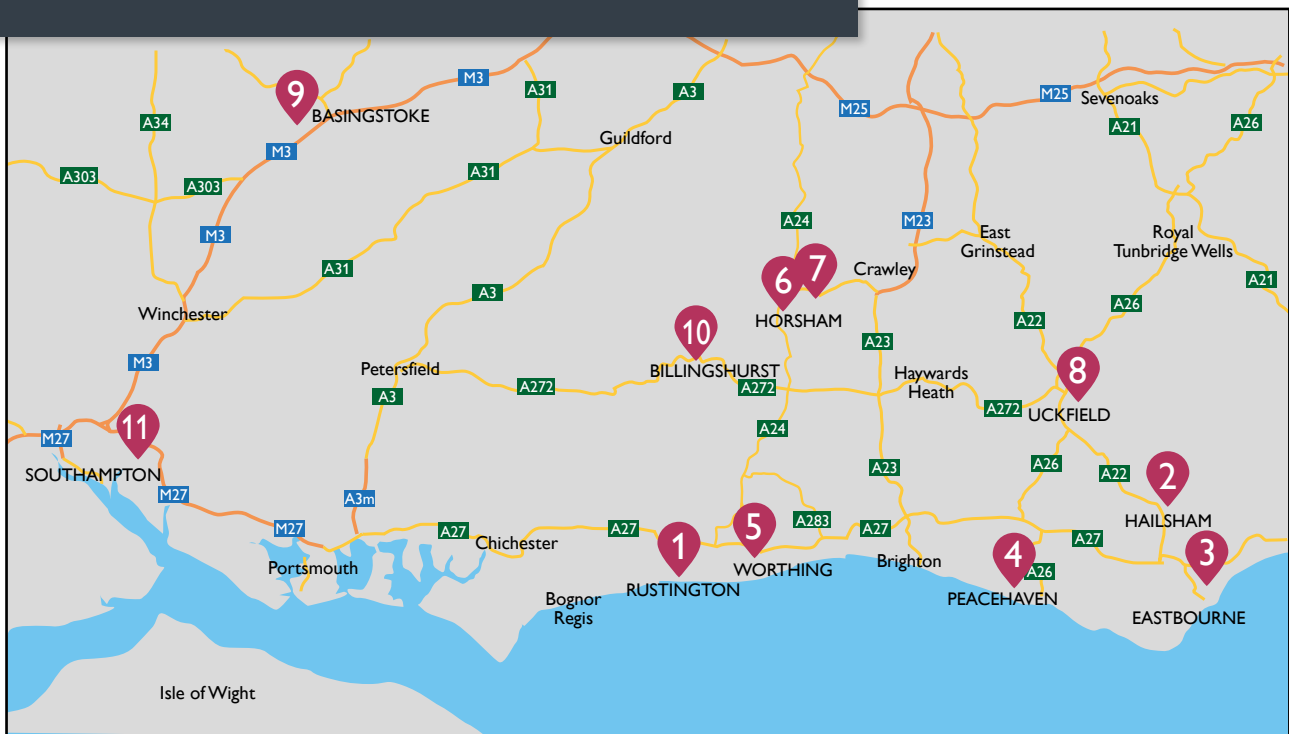 M3
A31
A3
M25
M25
Sevenoaks
9
BASINGSTOKE
A34
Guildford
A21
A26
M3
A303
A303
A31
M3
A24
M23
East
Grinstead
Royal
Tunbridge Wells
A31
A3
6
7
Crawley
A21
A26
Winchester
HORSHAM
A22
10
A23
M3
Petersfield
BILLINGSHURST
A272
A272
A3
Haywards
Heath
8
A272
UCKFIELD
11
M27
A24
SOUTHAMPTON
A23
A26
A22
2
M27
A3m
HAILSHAM
M27
A27
Chichester
A27
5
A283
A27
A27
1
WORTHING
Brighton
4
A26
3
Portsmouth
RUSTINGTON
PEACEHAVEN
Bognor
Regis
EASTBOURNE
Isle of Wight